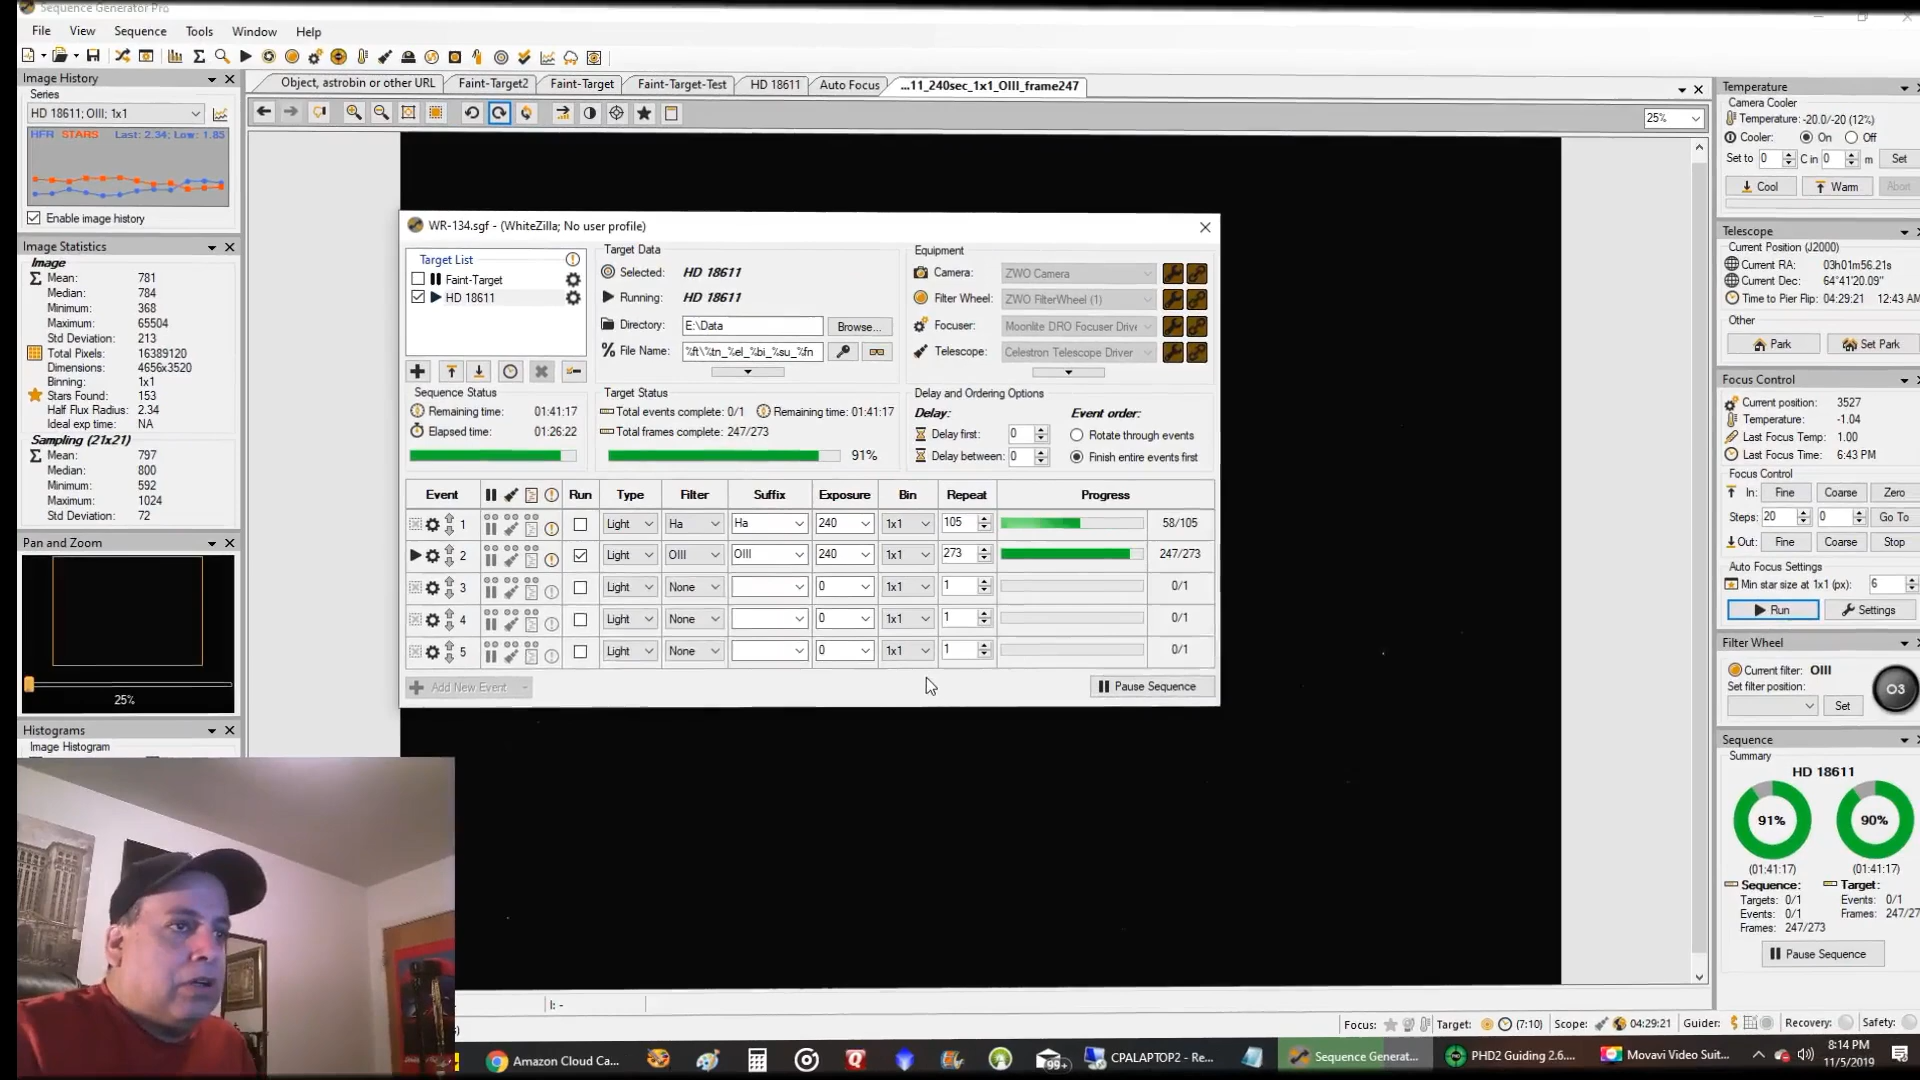 Sequence Generator Pro
File View Sequence Tools Window Help
Image History
Series
HD 18611; OIII; 1x1
HFR STARS Last: 2.34; Low: 1.85
Enable image history
Image Statistics
Image
Mean: 781
Median: 784
Minimum: 368
Maximum: 65504
Std Deviation: 213
Total Pixels: 16389120
Dimensions: 4656x3520
Binning: 1x1
Stars Found: 153
Half Flux Radius: 2.34
Ideal exp time: NA
Sampling (21x21)
Mean: 797
Median: 800
Minimum: 592
Maximum: 1024
Std Deviation: 72
Pan and Zoom
25%
Histograms
Image Histogram
Object, astrobin or other URL Faint-Target2 Faint-Target Faint-Target-Test HD 18611 Auto Focus ...11_240sec_1x1_OIII_frame247
25%
WR-134.sgf - (WhiteZilla; No user profile)
Target List
Faint-Target
HD 18611
Target Data
Selected: HD 18611
Running: HD 18611
Directory: E:\Data Browse...
File Name: %ft\%tn_%el_%bi_%su_%fn
Equipment
Camera: ZWO Camera
Filter Wheel: ZWO FilterWheel (1)
Focuser: Moonlite DRO Focuser Drive
Telescope: Celestron Telescope Driver
Sequence Status
Remaining time: 01:41:17
Elapsed time: 01:26:22
Target Status
Total events complete: 0/1 Remaining time: 01:41:17
Total frames complete: 247/273
91%
Delay and Ordering Options
Delay: Event order:
Delay first: 0 Rotate through events
Delay between: 0 Finish entire events first
Event Run Type Filter Suffix Exposure Bin Repeat Progress
1 Light Ha Ha 240 1x1 105 58/105
2 Light OIII OIII 240 1x1 273 247/273
3 Light None 0 1x1 1 0/1
4 Light None 0 1x1 1 0/1
5 Light None 0 1x1 1 0/1
Add New Event Pause Sequence
Temperature
Camera Cooler
Temperature: -20.0/-20 (12%)
Cooler: On Off
Set to 0 C in 0 m Set
Cool Warm Abort
Telescope
Current Position (J2000)
Current RA: 03h01m56.21s
Current Dec: 64°41'20.09"
Time to Pier Flip: 04:29:21 12:43 AM
Other
Park Set Park
Focus Control
Current position: 3527
Temperature: -1.04
Last Focus Temp: 1.00
Last Focus Time: 6:43 PM
Focus Control
In: Fine Coarse Zero
Steps: 20 0 Go To
Out: Fine Coarse Stop
Auto Focus Settings
Min star size at 1x1 (px): 6
Run Settings
Filter Wheel
Current filter: OIII
Set filter position:
Set
O3
Sequence
Summary
HD 18611
91% 90%
(01:41:17) (01:41:17)
Sequence: Target:
Targets: 0/1 Events: 0/1
Events: 0/1 Frames: 247/27
Frames: 247/273
Pause Sequence
I: -
Focus: Target: (7:10) Scope: 04:29:21 Guider: Recovery: Safety:
Amazon Cloud Ca... 99+ CPALAPTOP2 - Re... Sequence Generat... PHD2 Guiding 2.6.... Movavi Video Suit...
8:14 PM
11/5/2019